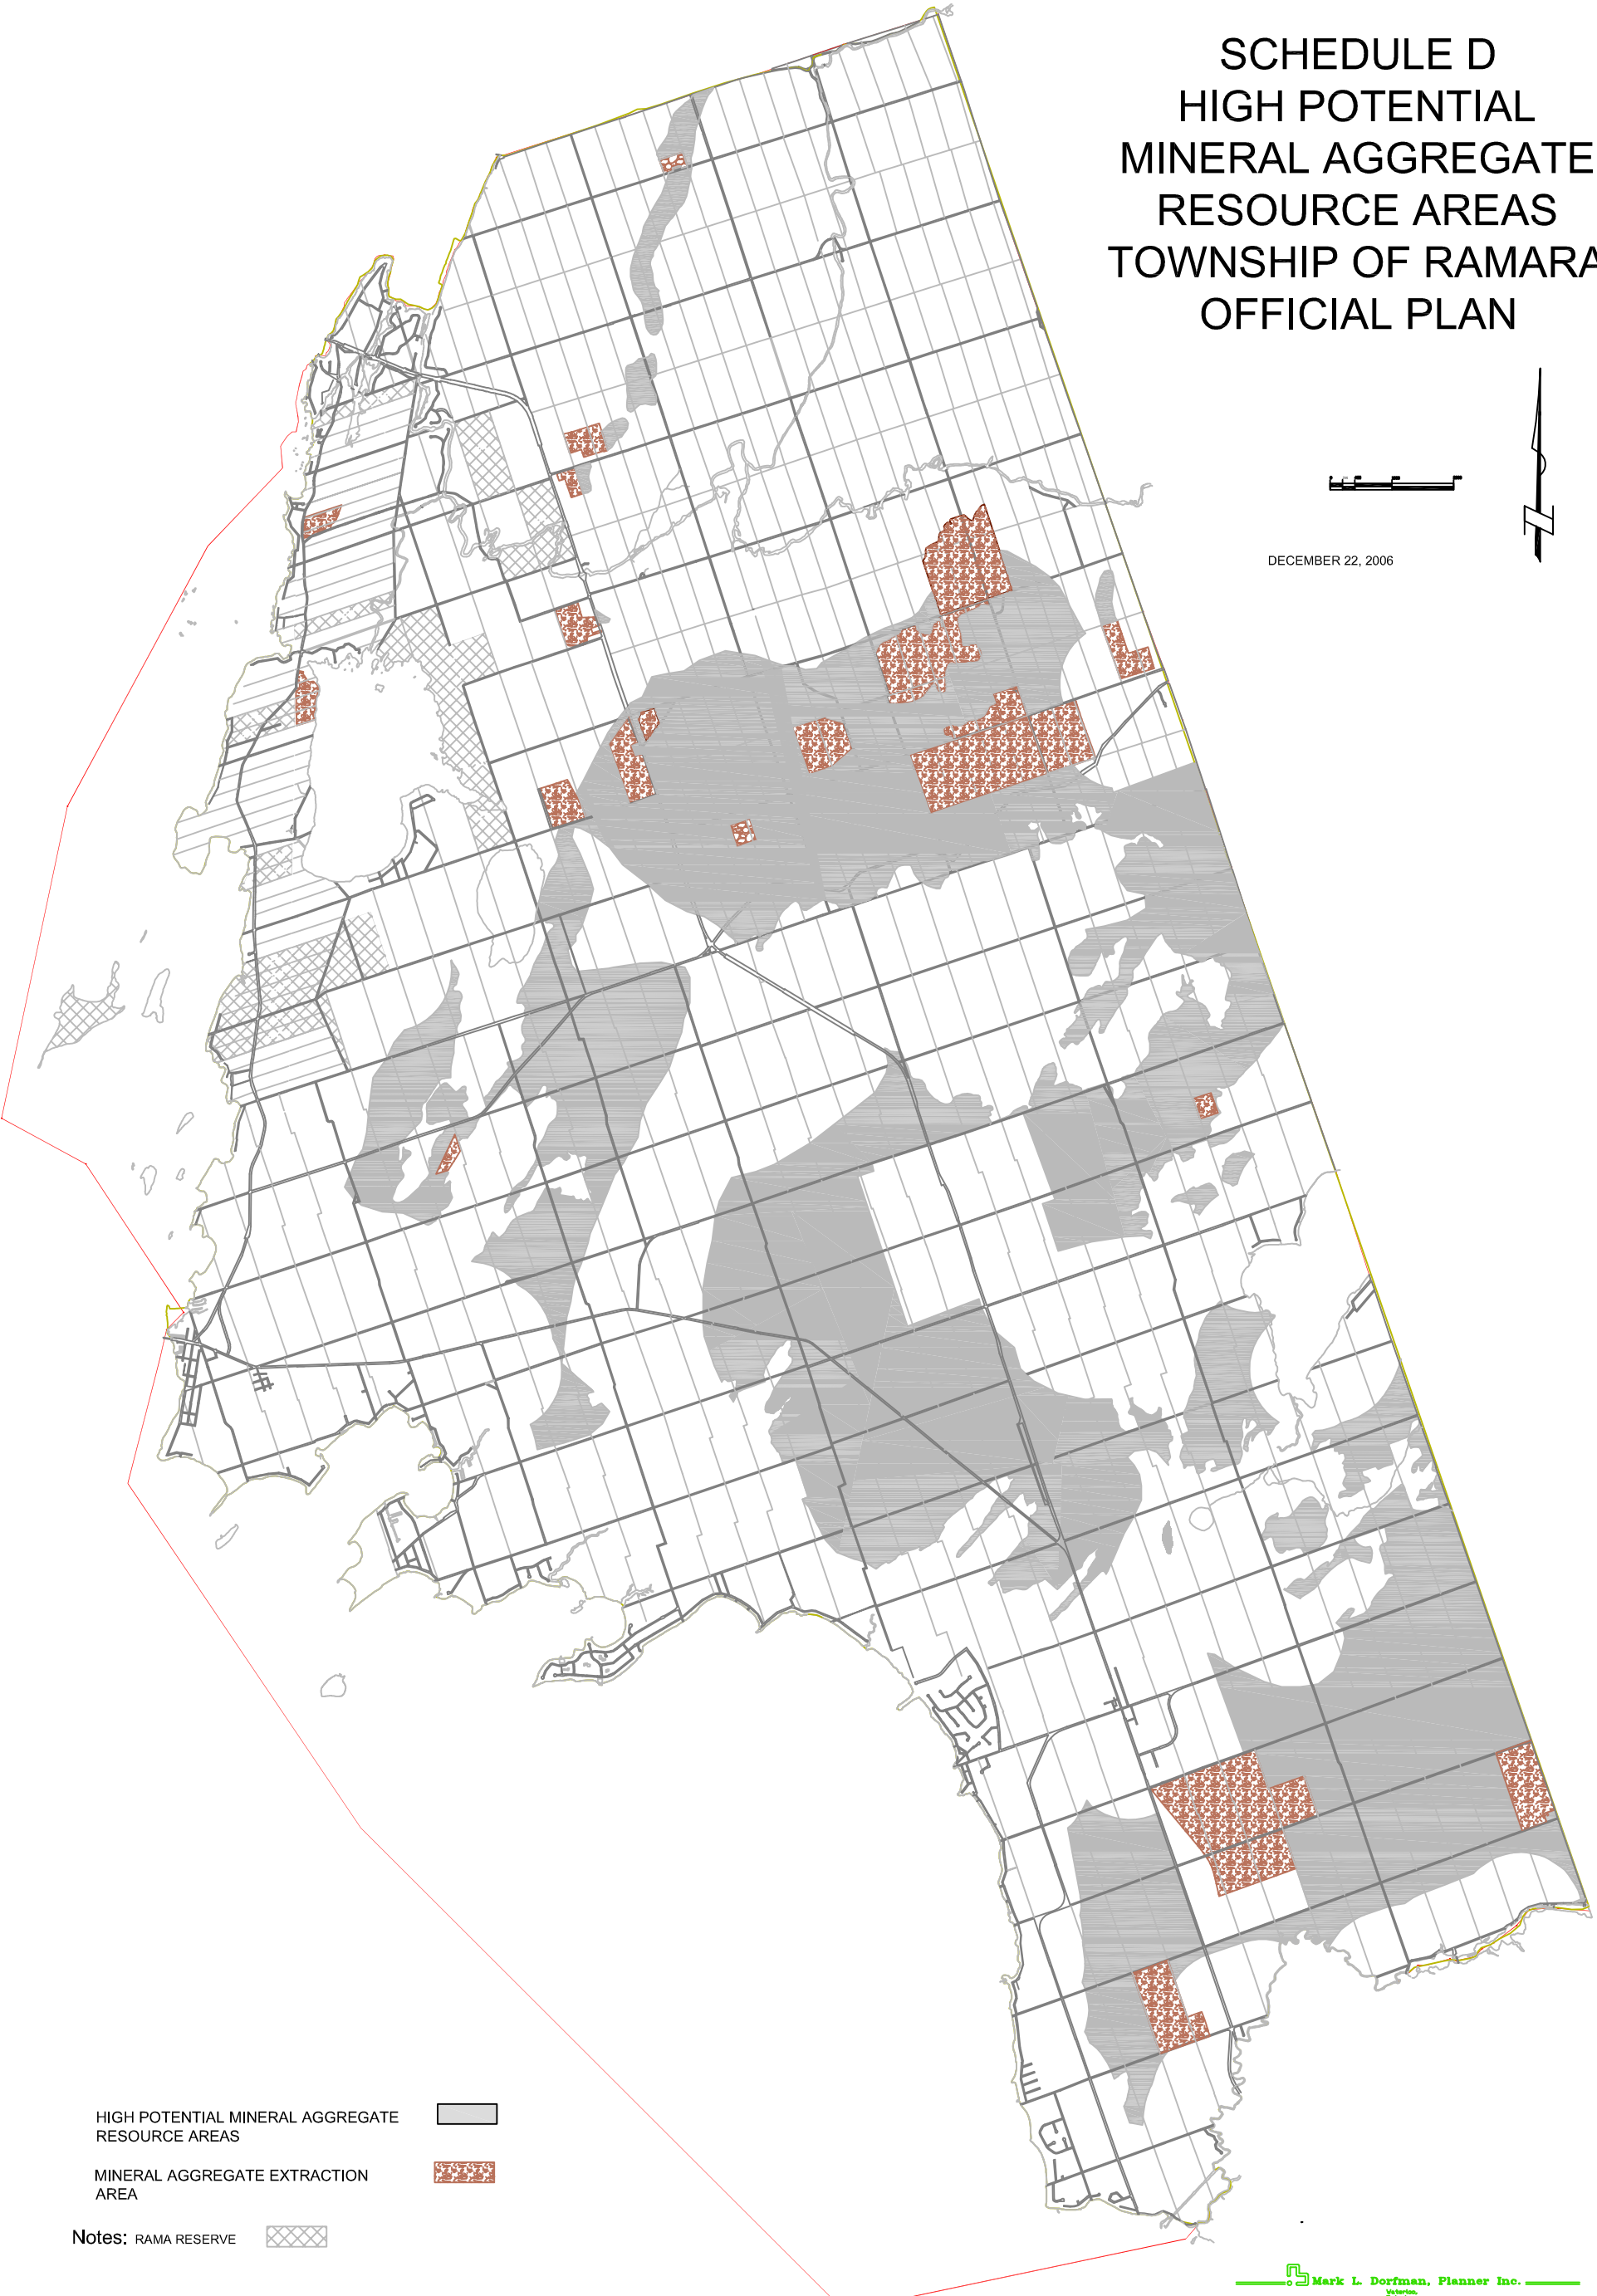 SCHEDULE D
HIGH POTENTIAL
MINERAL AGGREGATE
RESOURCE AREAS
TOWNSHIP OF RAMARA
OFFICIAL PLAN
DECEMBER 22, 2006
HIGH POTENTIAL MINERAL AGGREGATE
RESOURCE AREAS
MINERAL AGGREGATE EXTRACTION
AREA
Notes: RAMA RESERVE
Mark L. Dorfman, Planner Inc.
Waterloo,